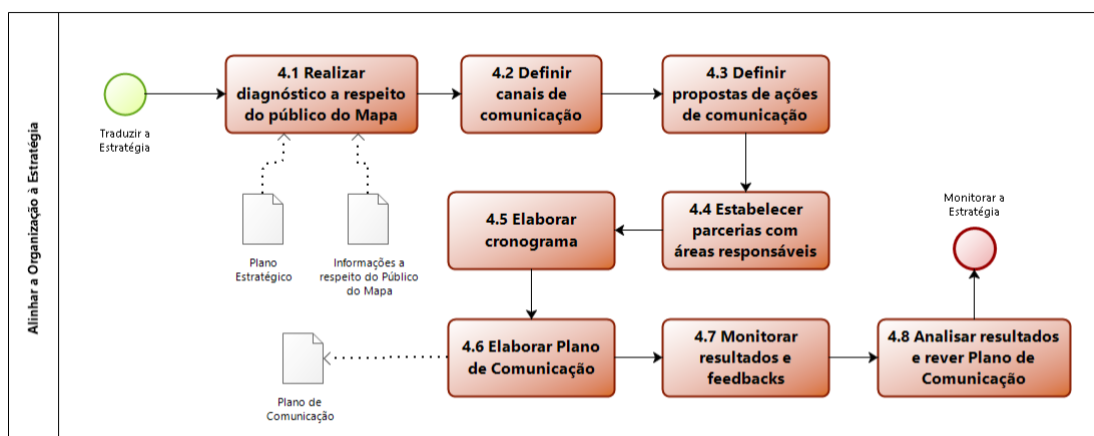 Alinhar a Organização à Estratégia
Traduzir a
Estratégia
4.1 Realizar
diagnóstico a respeito
do público do Mapa
4.2 Definir
canais de
comunicação
4.3 Definir
propostas de ações
de comunicação
Plano
Estratégico
Informações a
respeito do Público
do Mapa
4.5 Elaborar
cronograma
4.4 Estabelecer
parcerias com
áreas responsáveis
Monitorar a
Estratégia
Plano de
Comunicação
4.6 Elaborar Plano
de Comunicação
4.7 Monitorar
resultados e
feedbacks
4.8 Analisar resultados
e rever Plano de
Comunicação